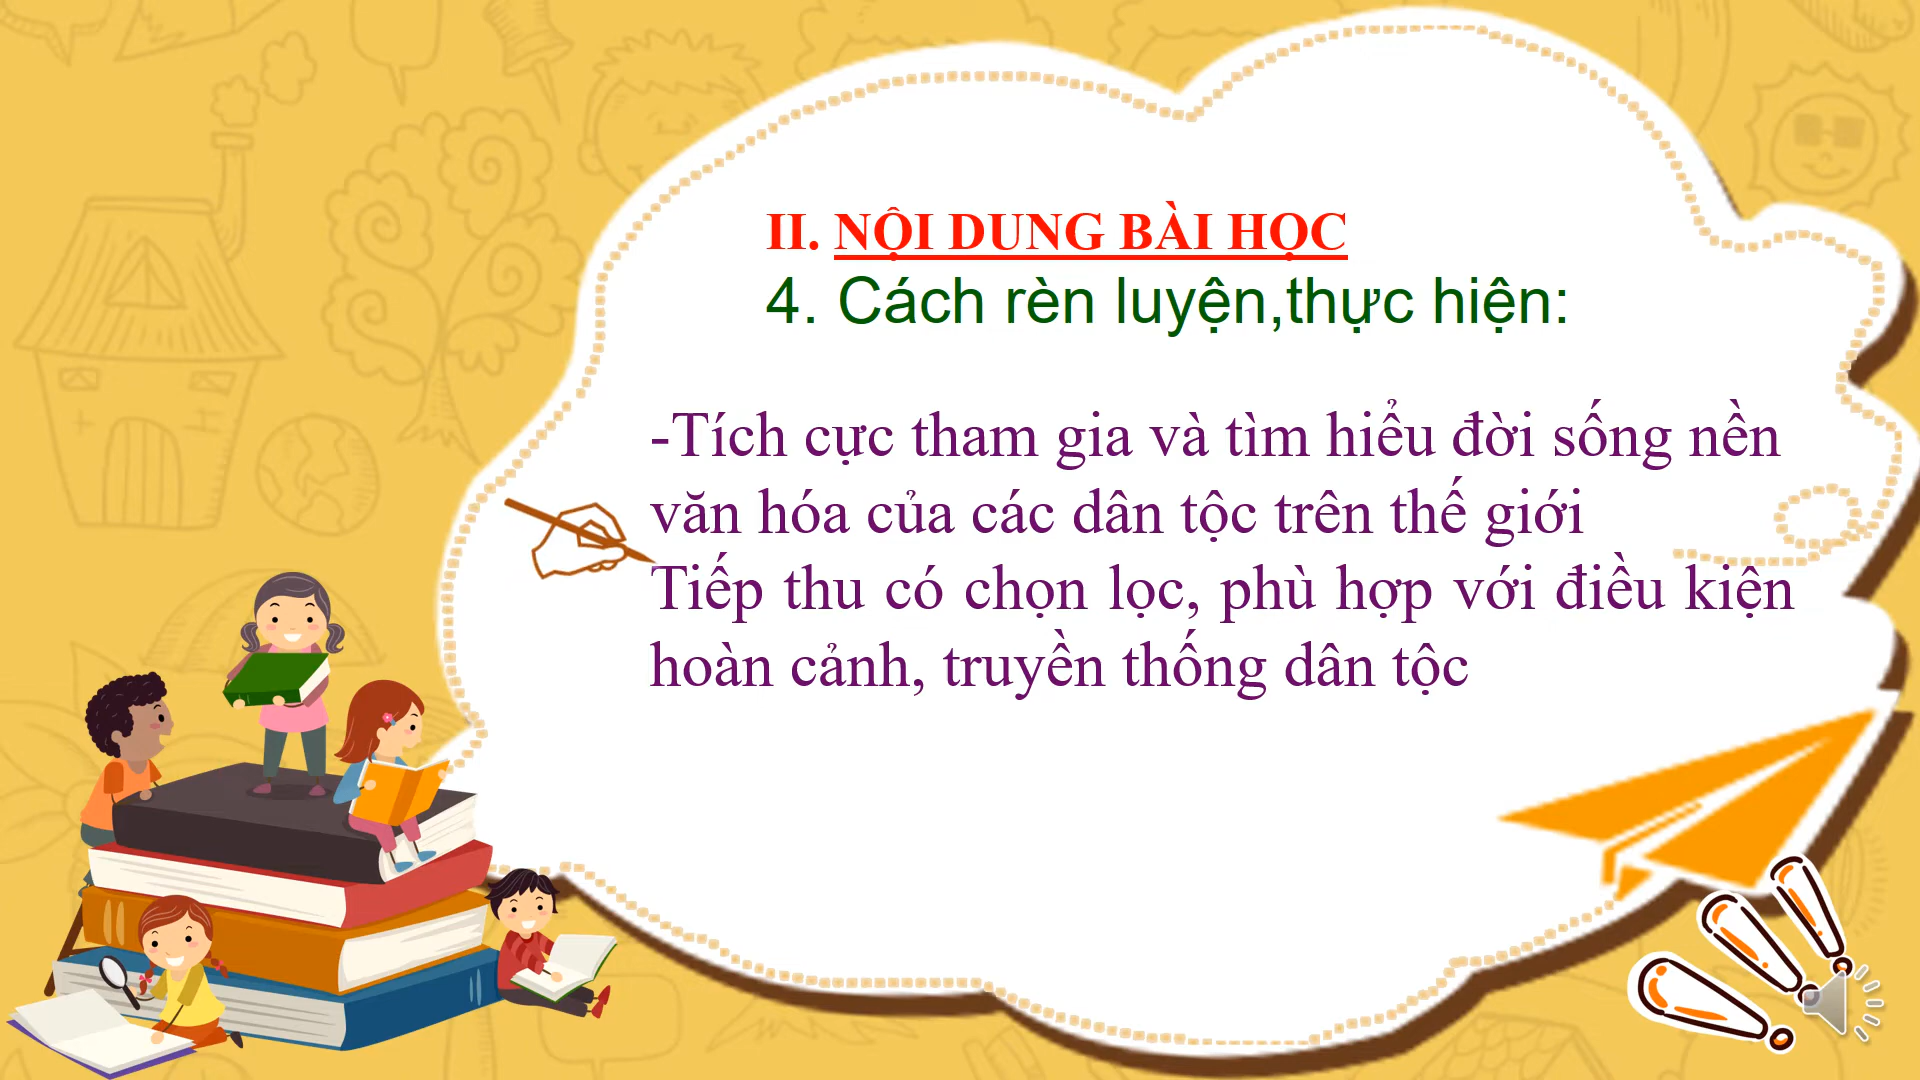 II. NỘI DUNG BÀI HỌC
4. Cách rèn luyện,thực hiện:
-Tích cực tham gia và tìm hiểu đời sống nền
văn hóa của các dân tộc trên thế giới
Tiếp thu có chọn lọc, phù hợp với điều kiện
hoàn cảnh, truyền thống dân tộc